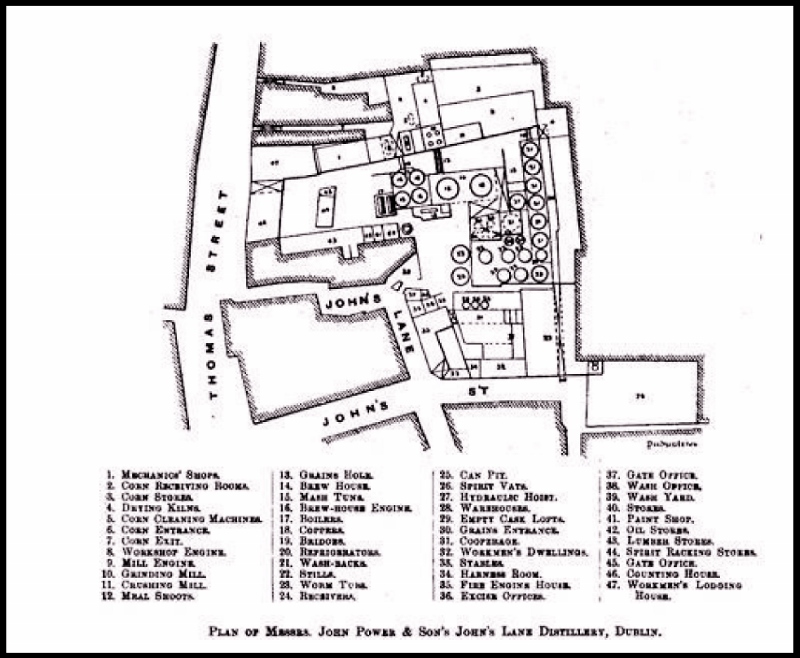 THOMAS STREET
JOHN'S LANE
JOHN'S ST
1. MECHANICS' SHOPS.
2. CORN RECEIVING ROOMS.
3. CORN STORES.
4. DRYING KILNS.
5. CORN CLEANING MACHINES.
6. CORN ENTRANCE.
7. CORN EXIT.
8. WORKSHOP ENGINE.
9. MILL ENGINE.
10. GRINDING MILL.
11. CRUSHING MILL.
12. MEAL SHOOTS.
13. GRAINS HOLE.
14. BREW HOUSE.
15. MASH TUNS.
16. BREW-HOUSE ENGINE.
17. BOILERS.
18. COPPERS.
19. BRIDGES.
20. REFRIGERATORS.
21. WASH-BACKS.
22. STILLS.
23. WORM TUBS.
24. RECEIVERS.
25. CAN PIT.
26. SPIRIT VATS.
27. HYDRAULIC HOIST.
28. WAREHOUSES.
29. EMPTY CASK LOFTS.
30. GRAINS ENTRANCE.
31. COOPERAGE.
32. WORKMEN'S DWELLINGS.
33. STABLES.
34. HARNESS ROOM.
35. FIRE ENGINE HOUSE.
36. EXCISE OFFICES.
37. GATE OFFICE.
38. WASH OFFICE.
39. WASH YARD.
40. STORES.
41. PAINT SHOP.
42. OIL STORES.
43. LUMBER STORES.
44. SPIRIT RACKING STORES.
45. GATE OFFICE.
46. COUNTING HOUSE.
47. WORKMEN'S LODGING
HOUSE.
PLAN OF MESSRS. JOHN POWER & SON'S JOHN'S LANE DISTILLERY, DUBLIN.